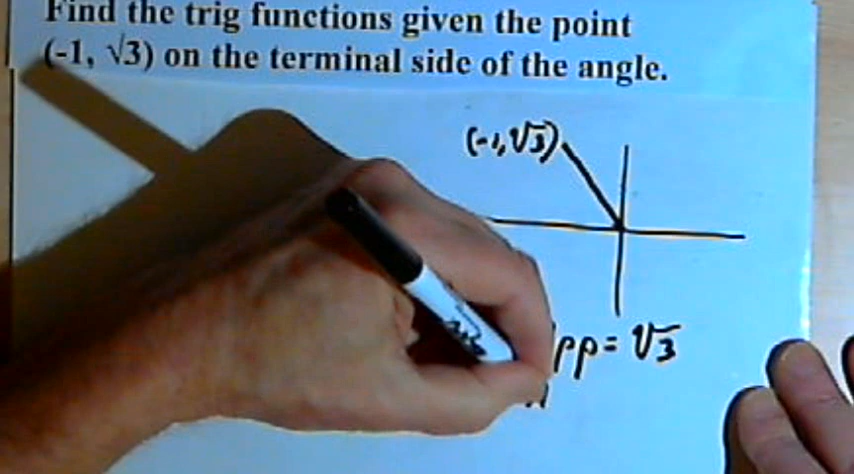 Find the trig functions given the point
(-1, √3) on the terminal side of the angle.
(-1,√3)
pp=√3